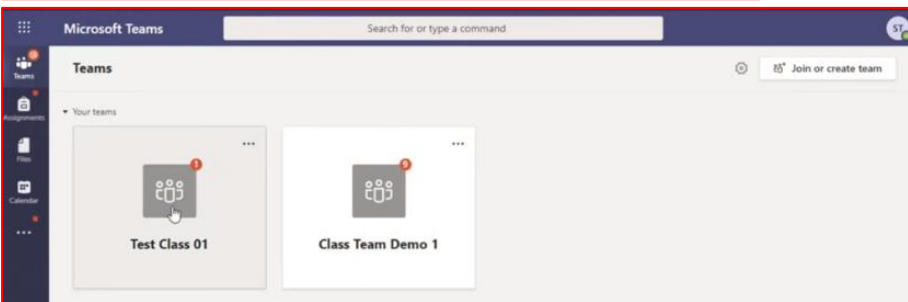 Microsoft Teams
Search for or type a command
ST
Teams
Teams
Join or create team
Assignments
Your teams
Files
Calendar
1
9
Test Class 01
Class Team Demo 1